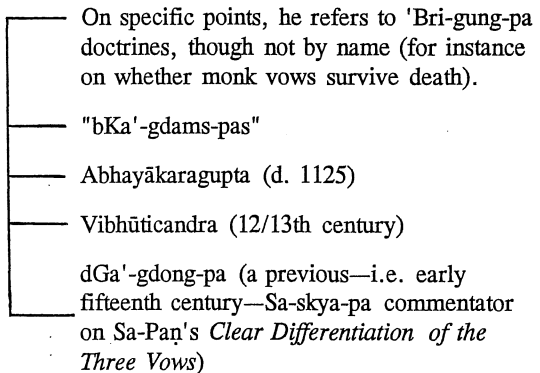 On specific points, he refers to 'Bri-gung-pa
doctrines, though not by name (for instance
on whether monk vows survive death).
"bKa'-gdams-pas"
Abhayākaragupta (d. 1125)
Vibhūticandra (12/13th century)
dGa'-gdong-pa (a previous—i.e. early
fifteenth century—Sa-skya-pa commentator
on Sa-Paṇ's Clear Differentiation of the
Three Vows)